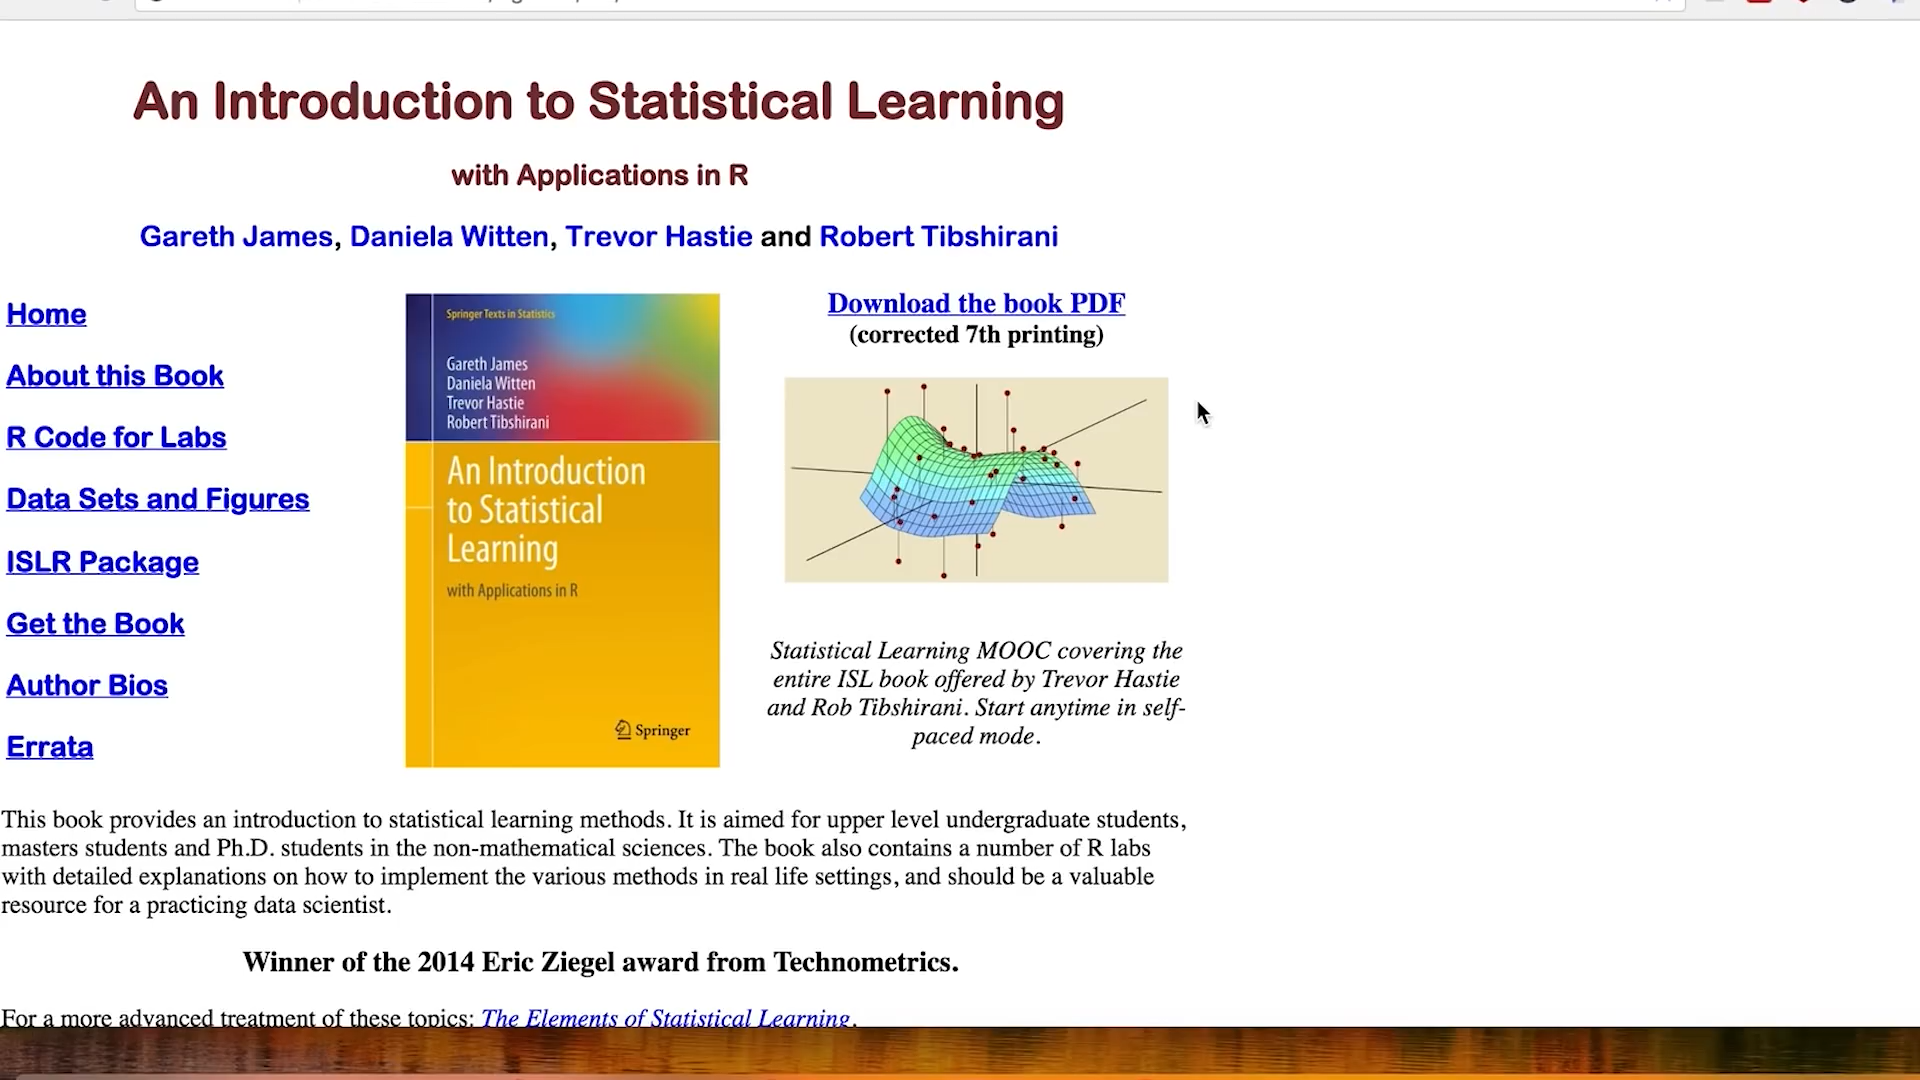 An Introduction to Statistical Learning
with Applications in R
Gareth James, Daniela Witten, Trevor Hastie and Robert Tibshirani
Home
About this Book
R Code for Labs
Data Sets and Figures
ISLR Package
Get the Book
Author Bios
Errata
Springer Texts in Statistics
Gareth James
Daniela Witten
Trevor Hastie
Robert Tibshirani
An Introduction
to Statistical
Learning
with Applications in R
Springer
Download the book PDF
(corrected 7th printing)
Statistical Learning MOOC covering the
entire ISL book offered by Trevor Hastie
and Rob Tibshirani. Start anytime in self-
paced mode.
This book provides an introduction to statistical learning methods. It is aimed for upper level undergraduate students,
masters students and Ph.D. students in the non-mathematical sciences. The book also contains a number of R labs
with detailed explanations on how to implement the various methods in real life settings, and should be a valuable
resource for a practicing data scientist.
Winner of the 2014 Eric Ziegel award from Technometrics.
For a more advanced treatment of these topics: The Elements of Statistical Learning.